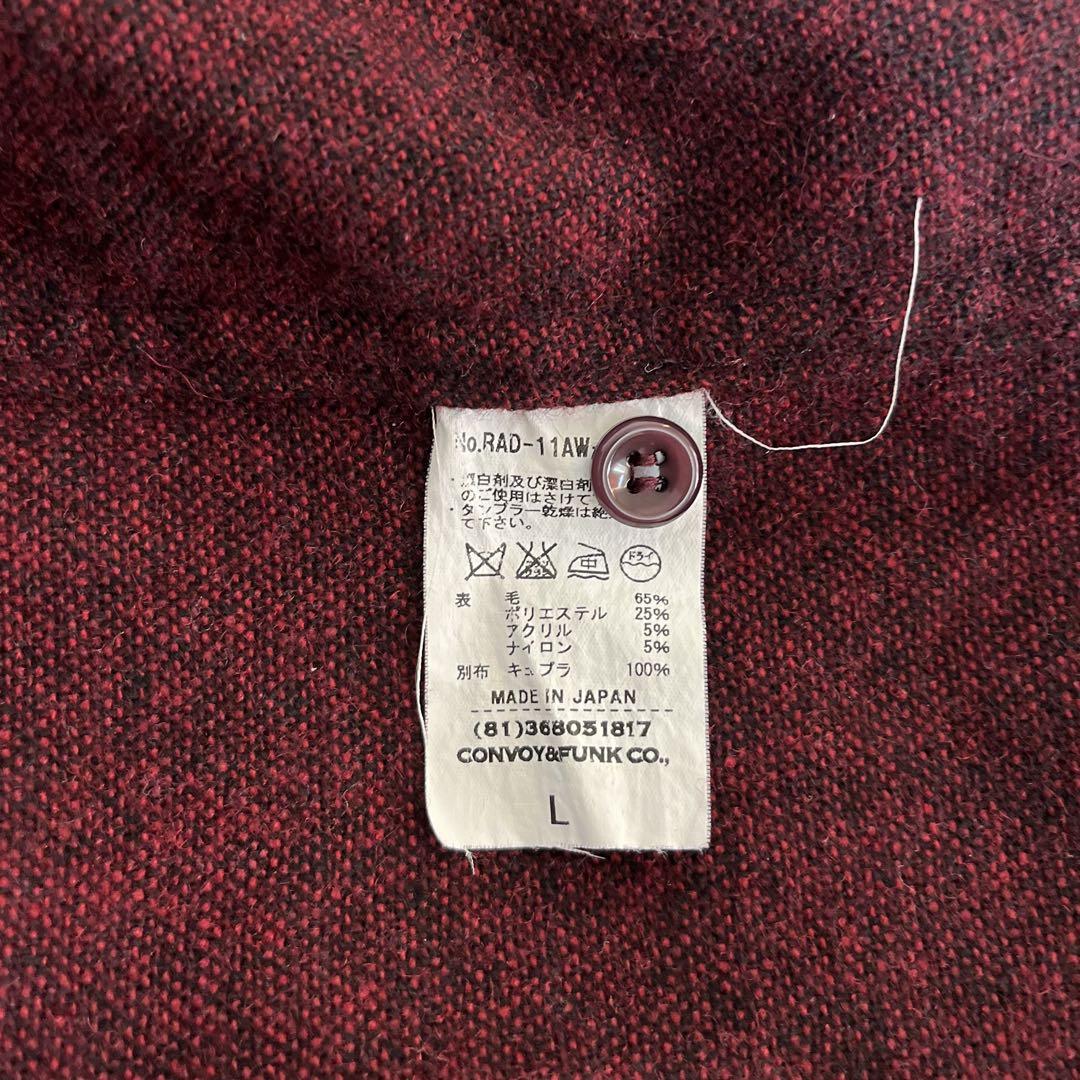 No.RAD-11AW-
・漂白剤及び漂白剤
のご使用はさけて
・タンブラー乾燥は絶
て下さい。
中 ドライ
表 毛 65%
ポリエステル 25%
アクリル 5%
ナイロン 5%
別布 キュプラ 100%
MADE IN JAPAN
(81)368051817
CONVOY&FUNK CO.,
L